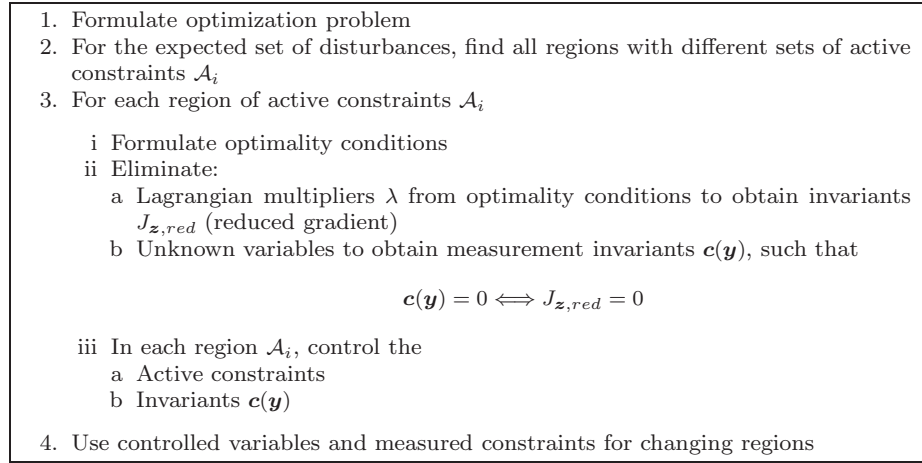 1. Formulate optimization problem
2. For the expected set of disturbances, find all regions with different sets of active
constraints 𝒜ᵢ
3. For each region of active constraints 𝒜ᵢ
i Formulate optimality conditions
ii Eliminate:
a Lagrangian multipliers λ from optimality conditions to obtain invariants
J_{z,red} (reduced gradient)
b Unknown variables to obtain measurement invariants c(y), such that
c(y) = 0 ⟺ J_{z,red} = 0
iii In each region 𝒜ᵢ, control the
a Active constraints
b Invariants c(y)
4. Use controlled variables and measured constraints for changing regions